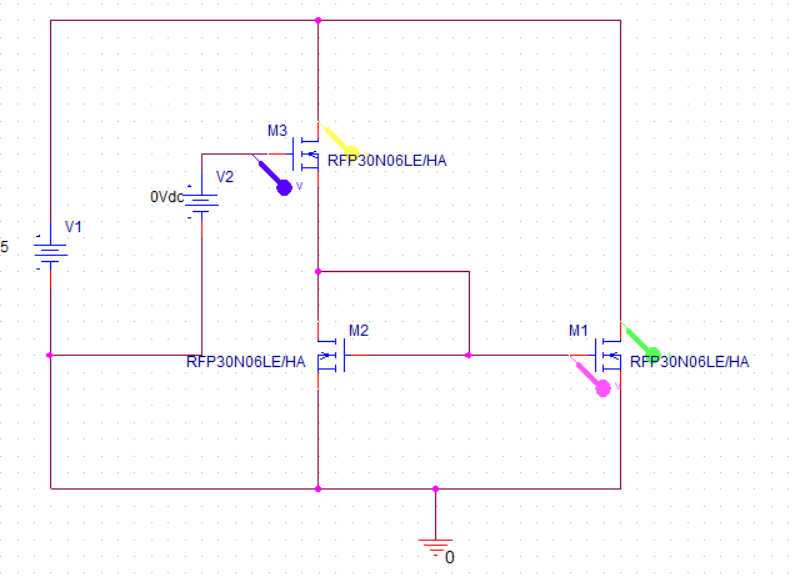 M3
RFP30N06LE/HA
V2
0Vdc
V
V1
5
M2
M1
RFP30N06LE/HA
RFP30N06LE/HA
V
0